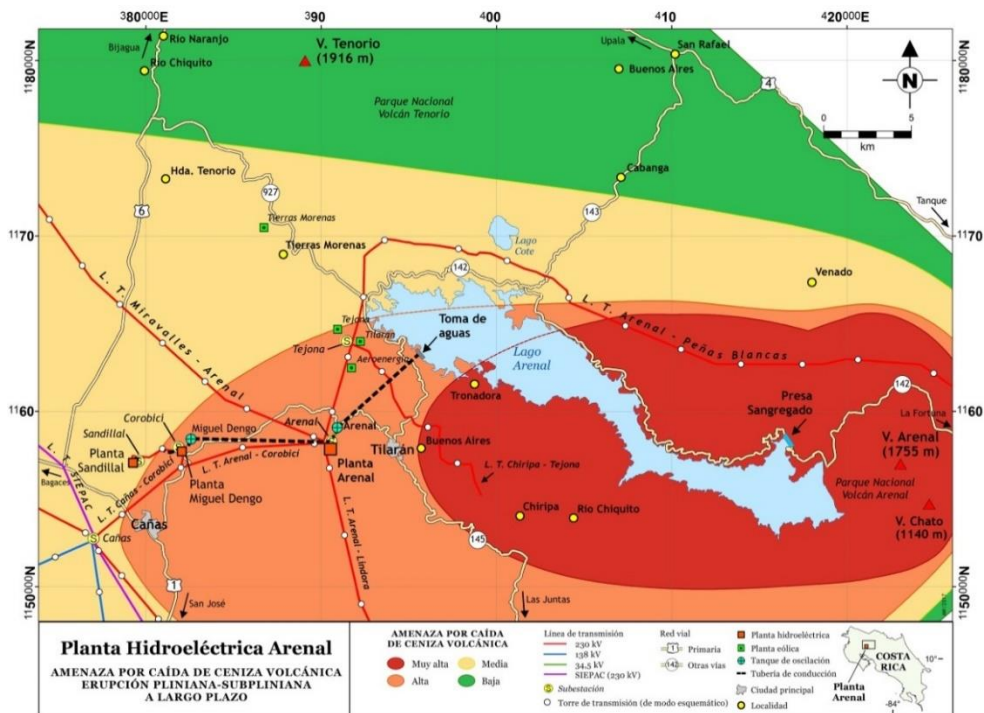 380000E
390
400
410
420000E
1180000N
1170
1160
1150000N
1180000N
1170
1160
1150000N
Bijagua
Río Naranjo
Río Chiquito
V. Tenorio
(1916 m)
Parque Nacional
Volcán Tenorio
Upala
San Rafael
Buenos Aires
4
N
0
5
km
Hda. Tenorio
Cabanga
6
927
143
Tanque
Tierras Morenas
Tierras Morenas
Lago
Cote
142
Venado
L. T. Miravalles - Arenal
L. T. Arenal - Peñas Blancas
Toma de
aguas
Tejona
Tilarán
Tejona
Aeroenergía
Lago
Arenal
Tronadora
Presa
Sangregado
142
La Fortuna
Corobicí
Miguel Dengo
Sandillal
Arenal
Arenal
Planta
Sandillal
Planta
Miguel Dengo
L. T. Arenal - Corobicí
Planta
Arenal
Tilarán
Buenos Aires
L. T. Chiripa - Tejona
V. Arenal
(1755 m)
Parque Nacional
Volcán Arenal
V. Chato
(1140 m)
Bagaces
L. T. Cañas - Corobicí
SIEPAC
Cañas
Cañas
L. T. Arenal - Lindora
Chiripa
Río Chiquito
145
1
San José
Las Juntas
Planta Hidroeléctrica Arenal
AMENAZA POR CAÍDA DE CENIZA VOLCÁNICA
ERUPCIÓN PLINIANA-SUBPLINIANA
A LARGO PLAZO
AMENAZA POR CAÍDA
DE CENIZA VOLCÁNICA
Muy alta
Media
Alta
Baja
Línea de transmisión
230 kV
138 kV
34.5 kV
SIEPAC (230 kV)
S Subestación
Torre de transmisión (de modo esquemático)
Red vial
1 Primaria
142 Otras vías
Planta hidroeléctrica
Planta eólica
Tanque de oscilación
Tubería de conducción
Ciudad principal
Localidad
COSTA
RICA
10°
Planta
Arenal
-84°